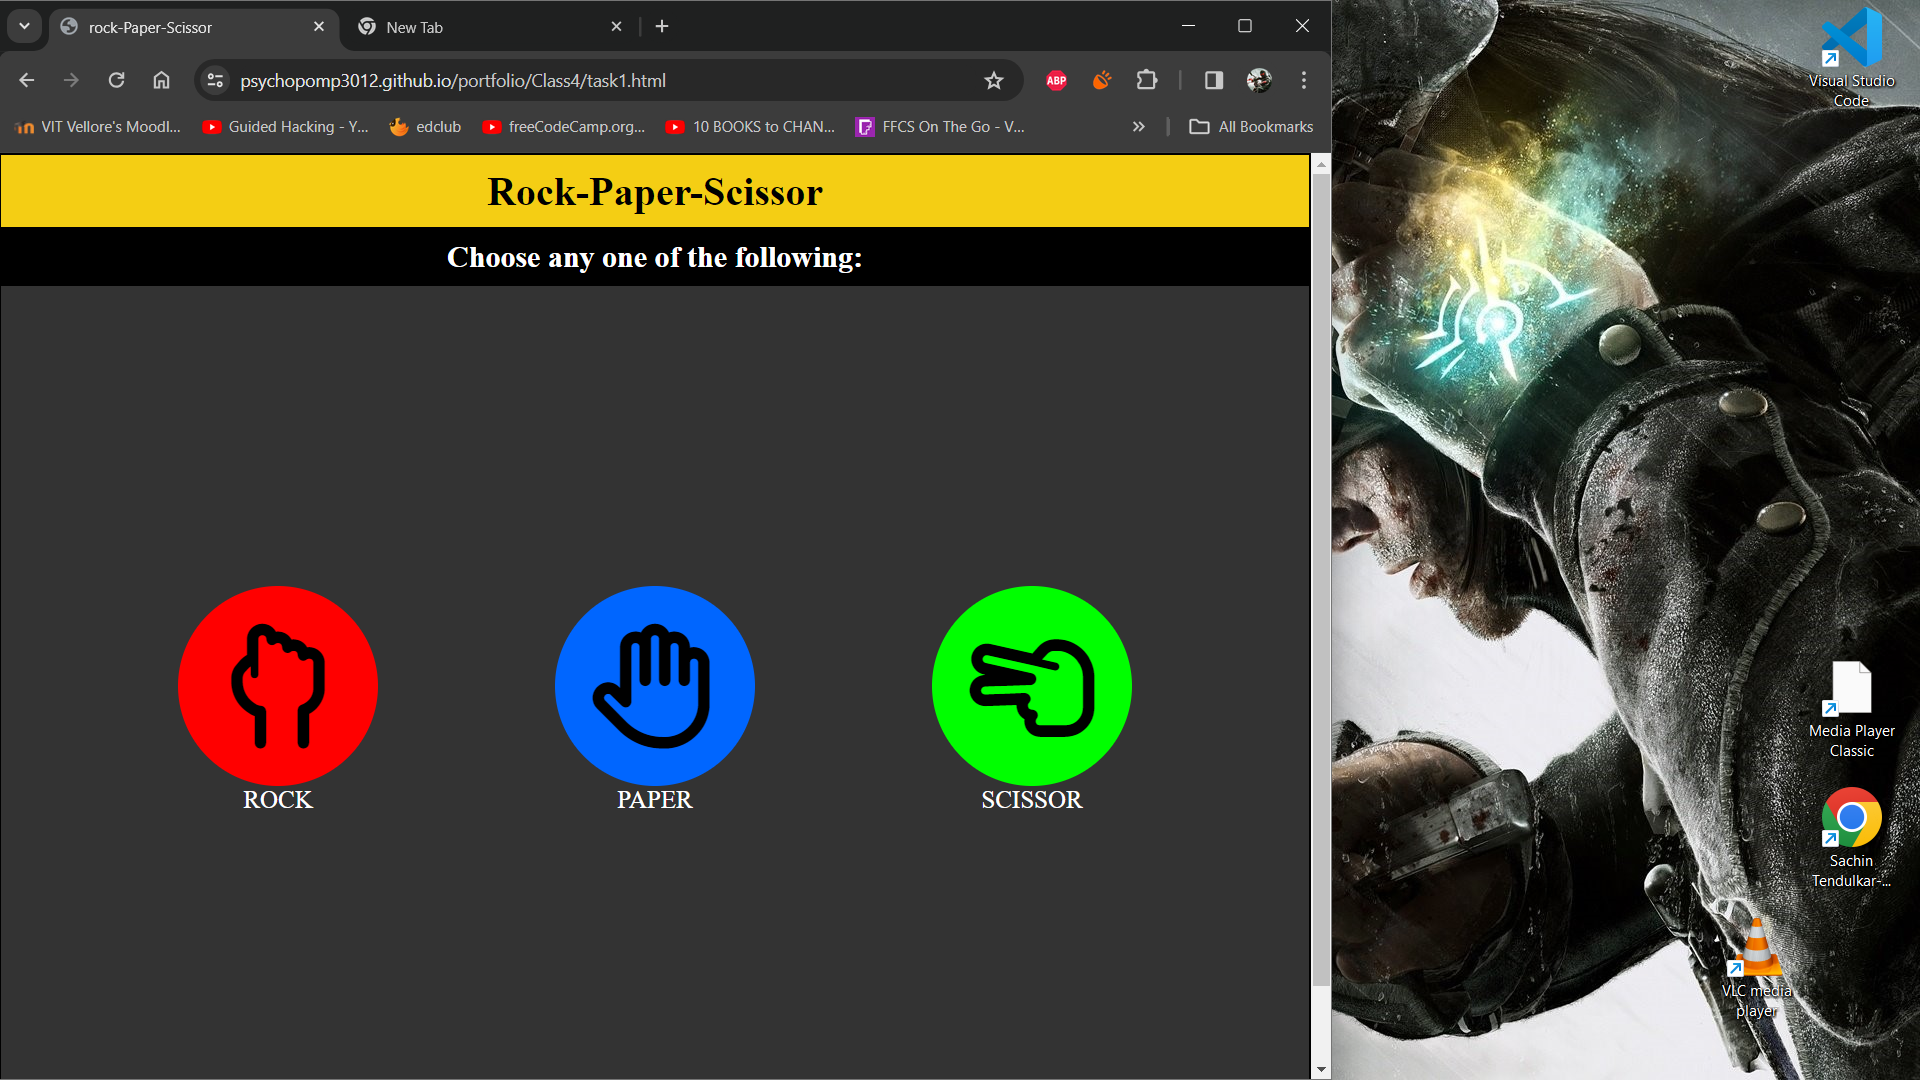 rock-Paper-Scissor
New Tab
psychopomp3012.github.io/portfolio/Class4/task1.html
ABP
VIT Vellore's Moodl...
Guided Hacking - Y...
edclub
freeCodeCamp.org...
10 BOOKS to CHAN...
FFCS On The Go - V...
All Bookmarks
Rock-Paper-Scissor
Choose any one of the following:
ROCK
PAPER
SCISSOR
Visual Studio
Code
Media Player
Classic
Sachin
Tendulkar-...
VLC media
player